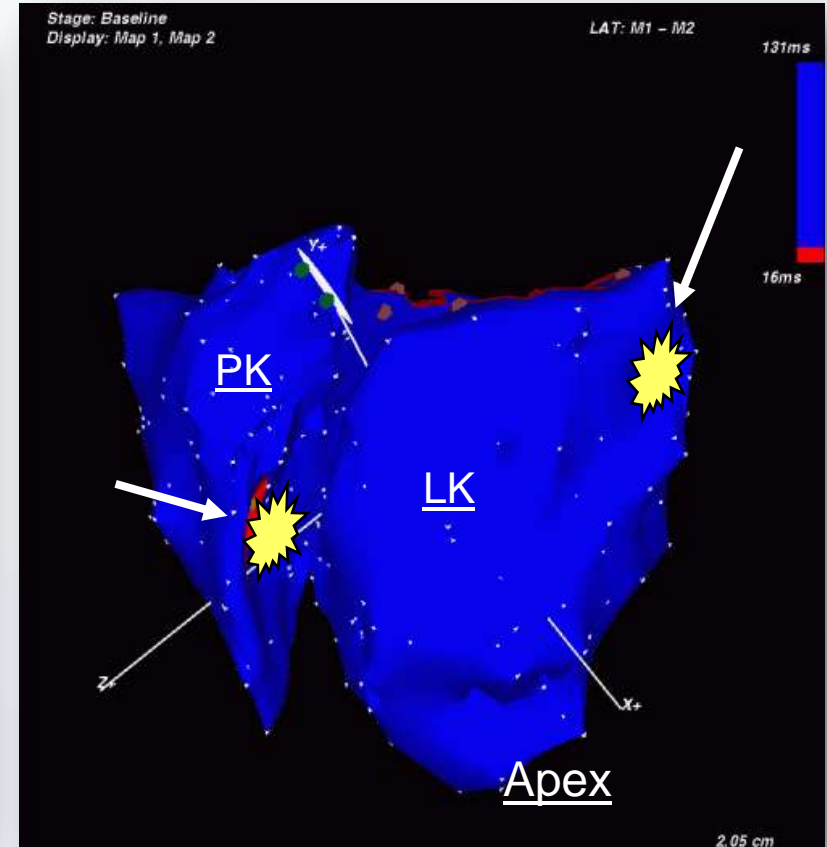 Stage: Baseline
Display: Map 1, Map 2
LAT: M1 - M2
131ms
16ms
Y+
PK
LK
Z+
X+
Apex
2.05 cm